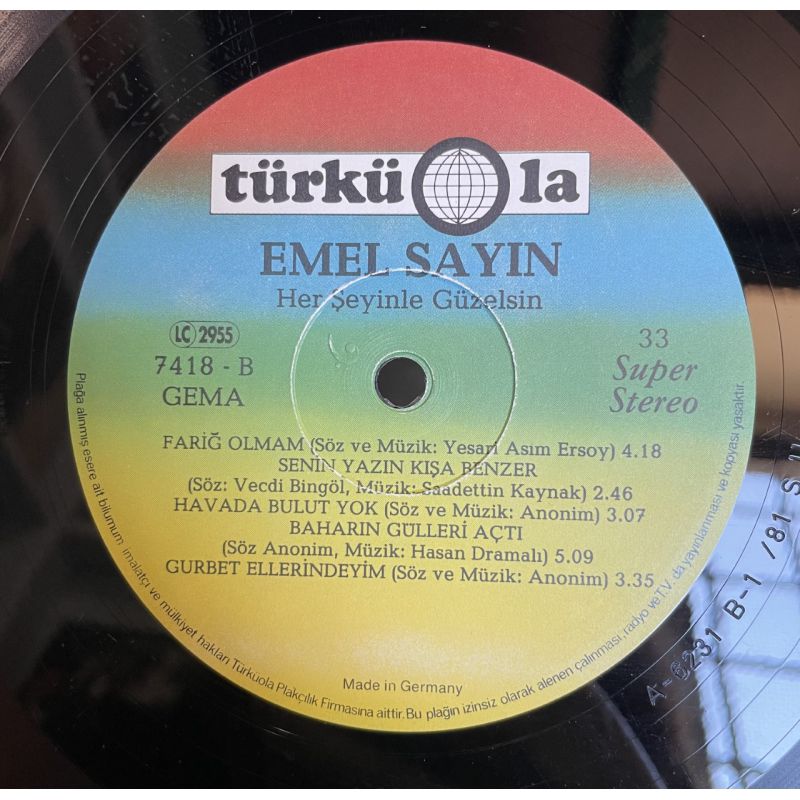 türküola
EMEL SAYIN
Her Şeyinle Güzelsin
LC 2955
7418 - B
GEMA
33
Super
Stereo
FARİĞ OLMAM (Söz ve Müzik: Yesari Asım Ersoy) 4.18
SENİN YAZIN KIŞA BENZER
(Söz: Vecdi Bingöl, Müzik: Saadettin Kaynak) 2.46
HAVADA BULUT YOK (Söz ve Müzik: Anonim) 3.07
BAHARIN GÜLLERİ AÇTI
(Söz Anonim, Müzik: Hasan Dramalı) 5.09
GURBET ELLERİNDEYİM (Söz ve Müzik: Anonim) 3.35
Made in Germany
Plağa alınmış esere ait bilumum imalatçı ve mülkiyet hakları Türküola Plakçılık Firmasına aittir. Bu plağın izinsiz olarak alenen çalınması, radyo ve T.V. da yayınlanması ve kopyası yasaktır.
A-6231 B-1 /81 S